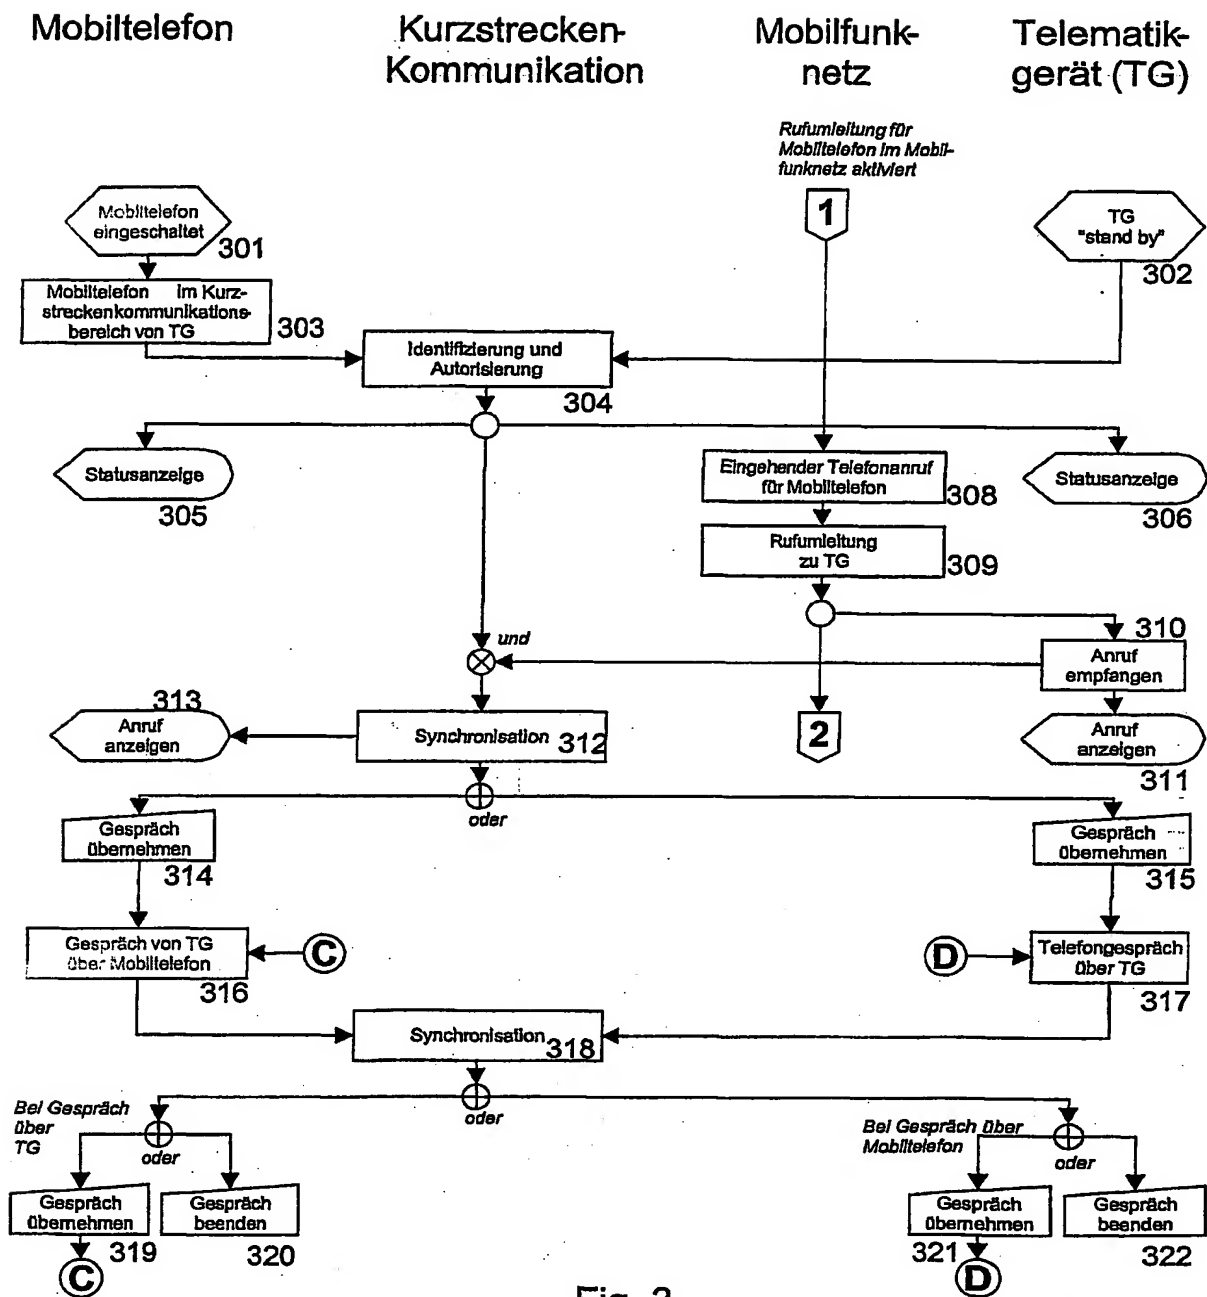 Mobiltelefon
Kurzstrecken-
Kommunikation
Mobilfunk-
netz
Telematik-
gerät (TG)
Rufumleitung für
Mobiltelefon im Mobil-
funknetz aktiviert
Mobiltelefon
eingeschaltet
301
1
TG
"stand by"
302
Mobiltelefon im Kurz-
streckenkommunikations-
bereich von TG
303
Identifizierung und
Autorisierung
304
Statusanzeige
305
Eingehender Telefonanruf
für Mobiltelefon
308
Statusanzeige
306
Rufumleitung
zu TG
309
310
und
Anruf
empfangen
313
Anruf
anzeigen
Synchronisation
312
2
Anruf
anzeigen
311
oder
Gespräch
übernehmen
314
Gespräch
übernehmen
315
Gespräch von TG
über Mobiltelefon
316
C
D
Telefongespräch
über TG
317
Synchronisation
318
oder
Bei Gespräch
über
TG
oder
Bei Gespräch über
Mobiltelefon
oder
Gespräch
übernehmen
319
Gespräch
beenden
320
Gespräch
übernehmen
321
Gespräch
beenden
322
C
D